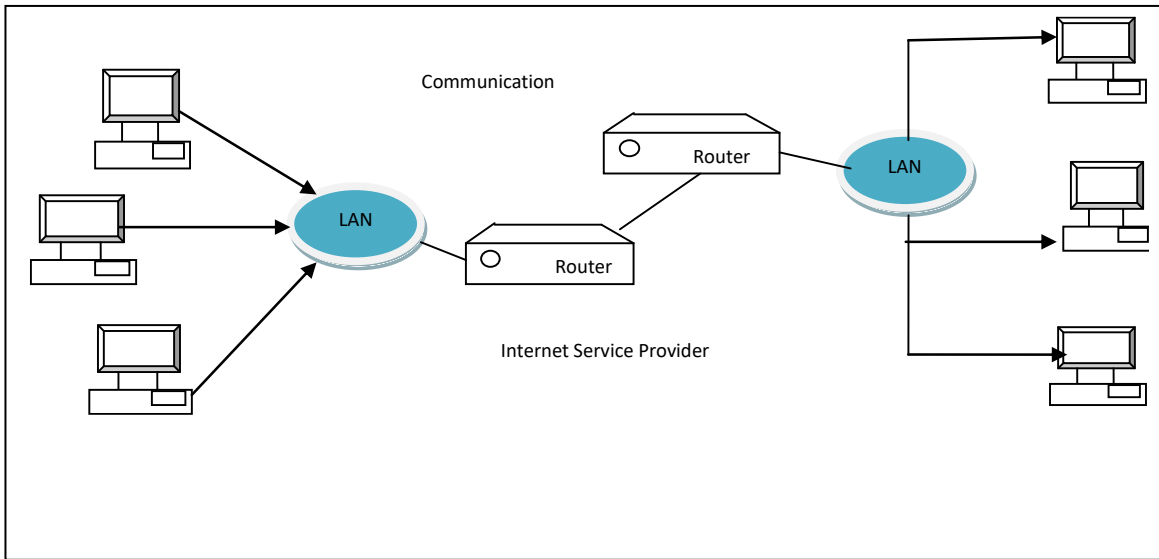 Communication
Router
LAN
LAN
Router
Internet Service Provider